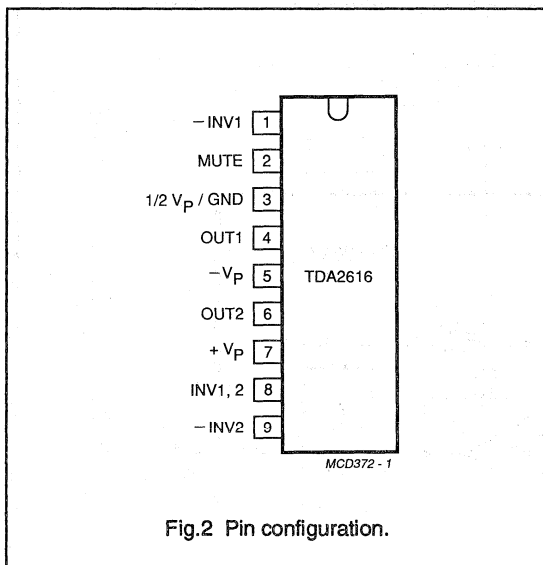 −INV1 1
MUTE 2
1/2 VP / GND 3
OUT1 4
−VP 5
TDA2616
OUT2 6
+VP 7
INV1, 2 8
−INV2 9
MCD372 - 1
Fig.2 Pin configuration.